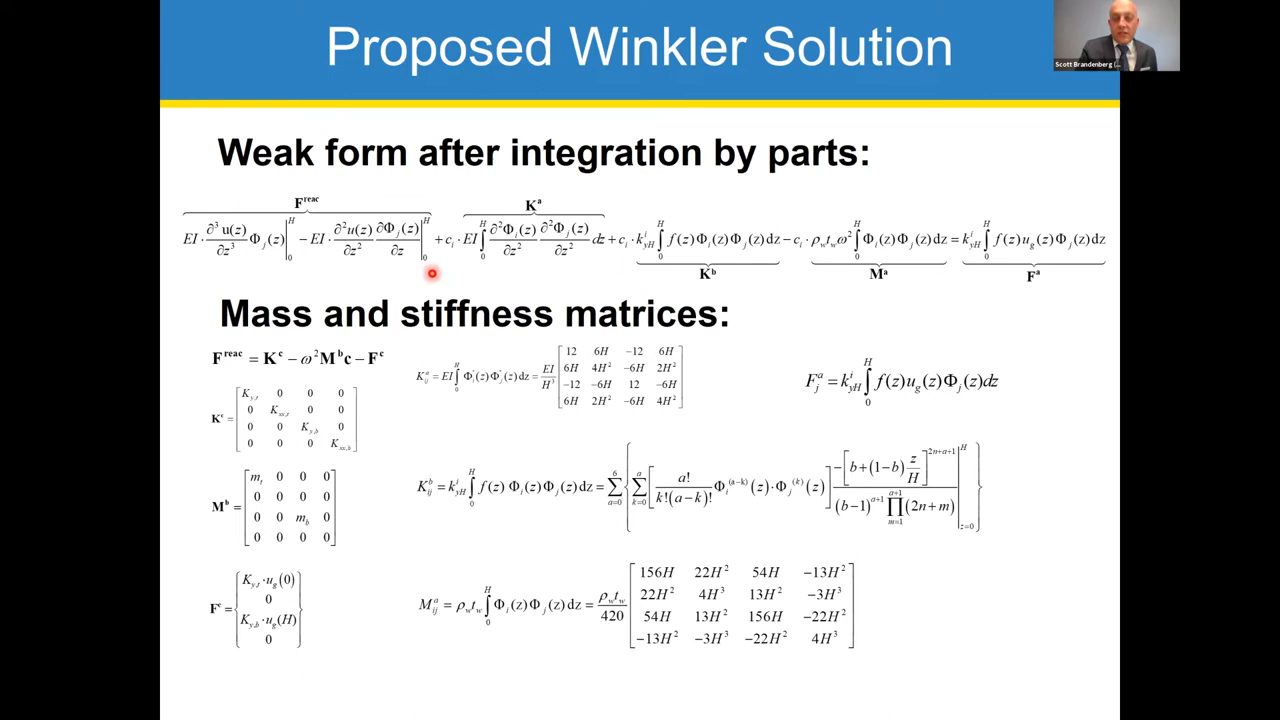 Proposed Winkler Solution
Scott Brandenberg (...
Weak form after integration by parts:
F^reac K^a
EI · ∂³u(z)/∂z³ Φ_j(z)|_0^H − EI · ∂²u(z)/∂z² ∂Φ_j(z)/∂z|_0^H + c_i · EI ∫_0^H ∂²Φ_i(z)/∂z² ∂²Φ_j(z)/∂z² dz + c_i · k_yH^i ∫_0^H f(z)Φ_i(z)Φ_j(z)dz − c_i · ρ_w t_w ω² ∫_0^H Φ_i(z)Φ_j(z)dz = k_yH^i ∫_0^H f(z)u_g(z)Φ_j(z)dz
K^b M^a F^a
Mass and stiffness matrices:
F^reac = K^c − ω²M^b c − F^c
K^c = [K_y,t 0 0 0
0 K_xx,t 0 0
0 0 K_y,b 0
0 0 0 K_xx,b]
M^b = [m_t 0 0 0
0 0 0 0
0 0 m_b 0
0 0 0 0]
F^c = {K_y,t · u_g(0)
0
K_y,b · u_g(H)
0}
K_ij^a = EI ∫_0^H Φ_i''(z)Φ_j''(z)dz = EI/H³ [12 6H −12 6H
6H 4H² −6H 2H²
−12 −6H 12 −6H
6H 2H² −6H 4H²]
F_j^a = k_yH^i ∫_0^H f(z)u_g(z)Φ_j(z)dz
K_ij^b = k_yH^i ∫_0^H f(z) Φ_i(z)Φ_j(z)dz = Σ_{a=0}^6 {Σ_{k=0}^a [a!/k!(a−k)! Φ_i^(a-k)(z) · Φ_j^(k)(z)] −[b+(1−b) z/H]^{2n+a+1} / (b−1)^{a+1} ∏_{m=1}^{a+1}(2n+m) |_{z=0}^H}
M_ij^a = ρ_w t_w ∫_0^H Φ_i(z)Φ_j(z)dz = ρ_w t_w/420 [156H 22H² 54H −13H²
22H² 4H³ 13H² −3H³
54H 13H² 156H −22H²
−13H² −3H³ −22H² 4H³]